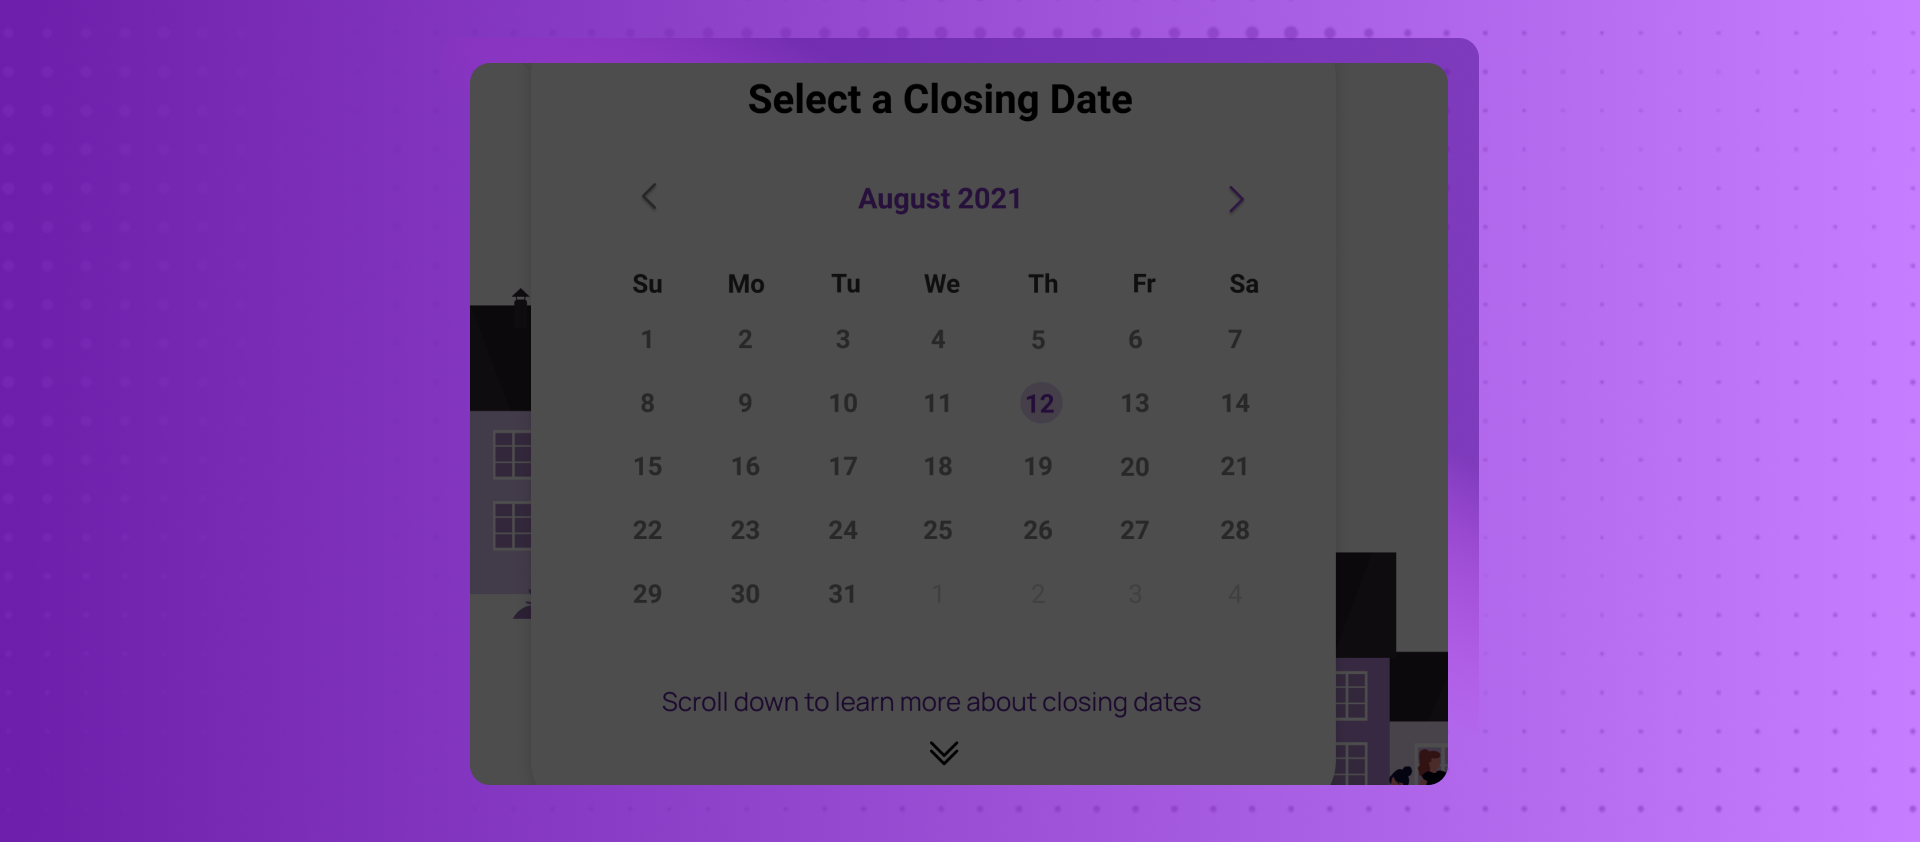 Select a Closing Date
August 2021
Su Mo Tu We Th Fr Sa
1 2 3 4 5 6 7
8 9 10 11 12 13 14
15 16 17 18 19 20 21
22 23 24 25 26 27 28
29 30 31 1 2 3 4
Scroll down to learn more about closing dates